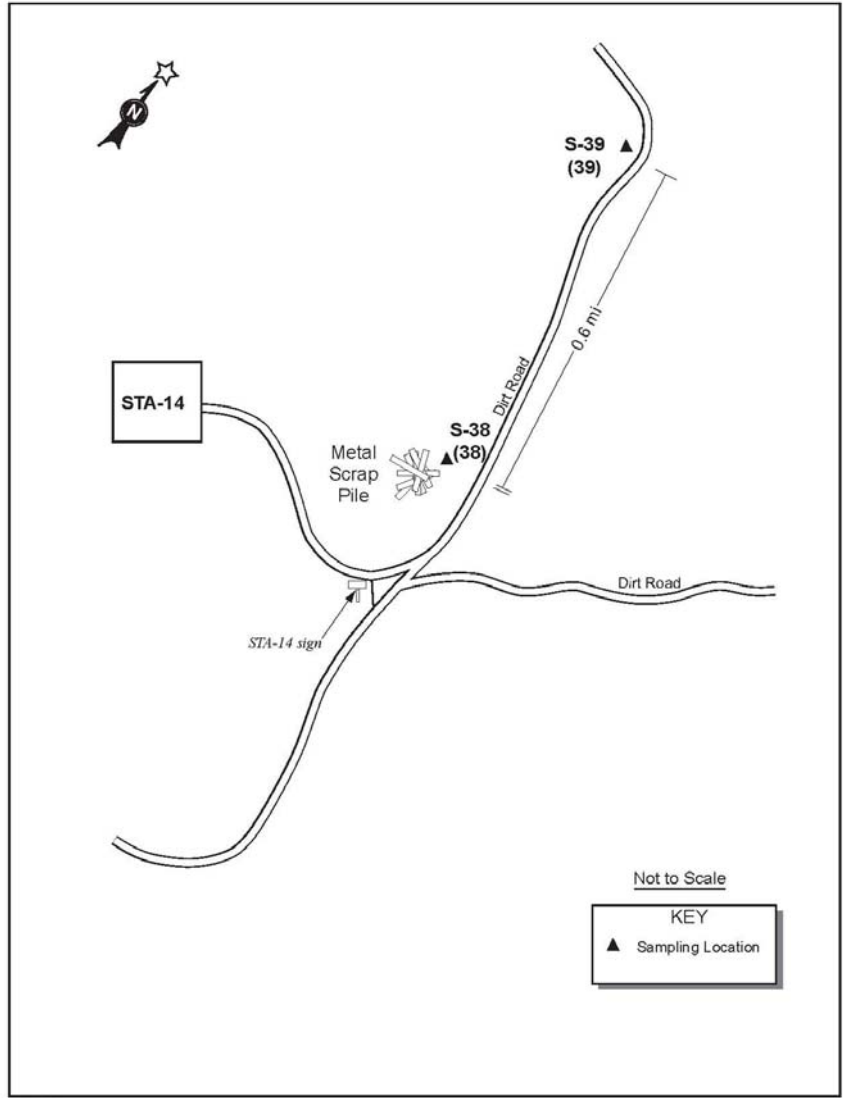 N
S-39
(39)
0.6 mi
Dirt Road
STA-14
S-38
(38)
Metal
Scrap
Pile
Dirt Road
STA-14 sign
Not to Scale
KEY
Sampling Location